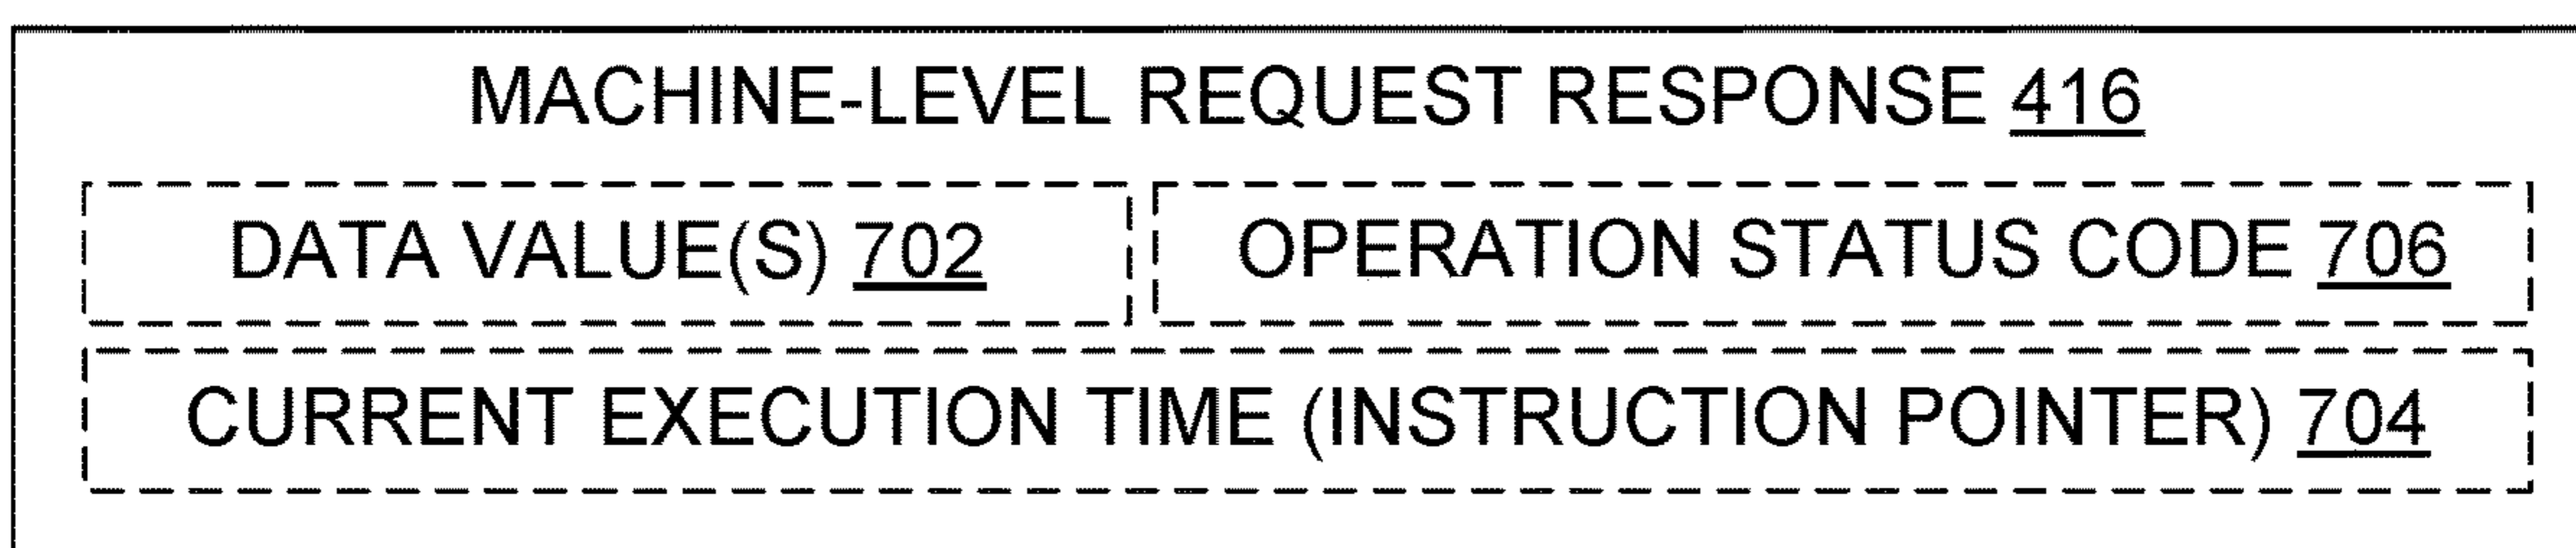 MACHINE-LEVEL REQUEST RESPONSE 416
DATA VALUE(S) 702
OPERATION STATUS CODE 706
CURRENT EXECUTION TIME (INSTRUCTION POINTER) 704